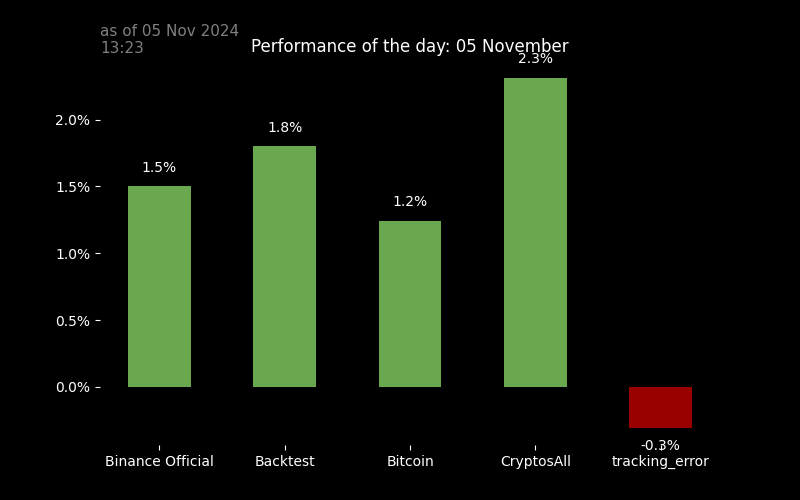 as of 05 Nov 2024
13:23
Performance of the day: 05 November
2.3%
2.0%
1.8%
1.5%
1.5%
1.2%
1.0%
0.5%
0.0%
-0.3%
Binance Official
Backtest
Bitcoin
CryptosAll
tracking_error